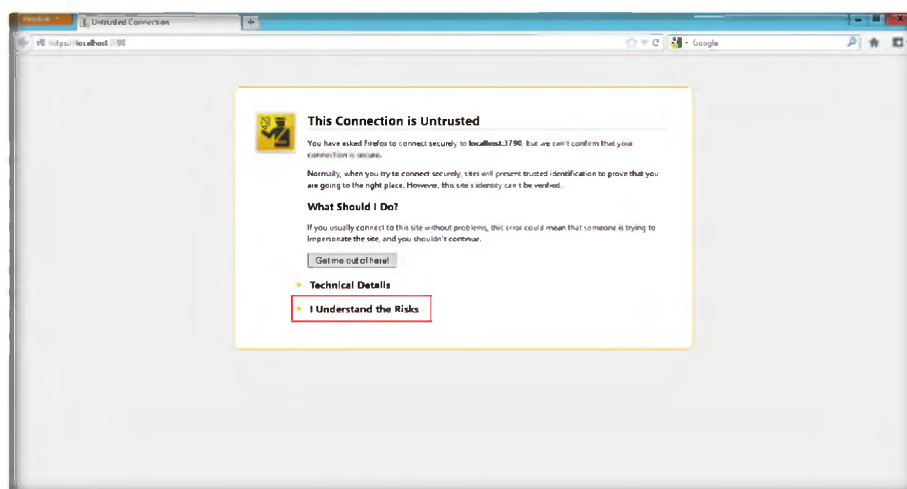 Firefox
Untrusted Connection
https://localhost:3790
Google
This Connection is Untrusted
You have asked Firefox to connect securely to localhost:3790, but we can't confirm that your
connection is secure.
Normally, when you try to connect securely, sites will present trusted identification to prove that you
are going to the right place. However, this site's identity can't be verified.
What Should I Do?
If you usually connect to this site without problems, this error could mean that someone is trying to
impersonate the site, and you shouldn't continue.
Get me out of here!
Technical Details
I Understand the Risks